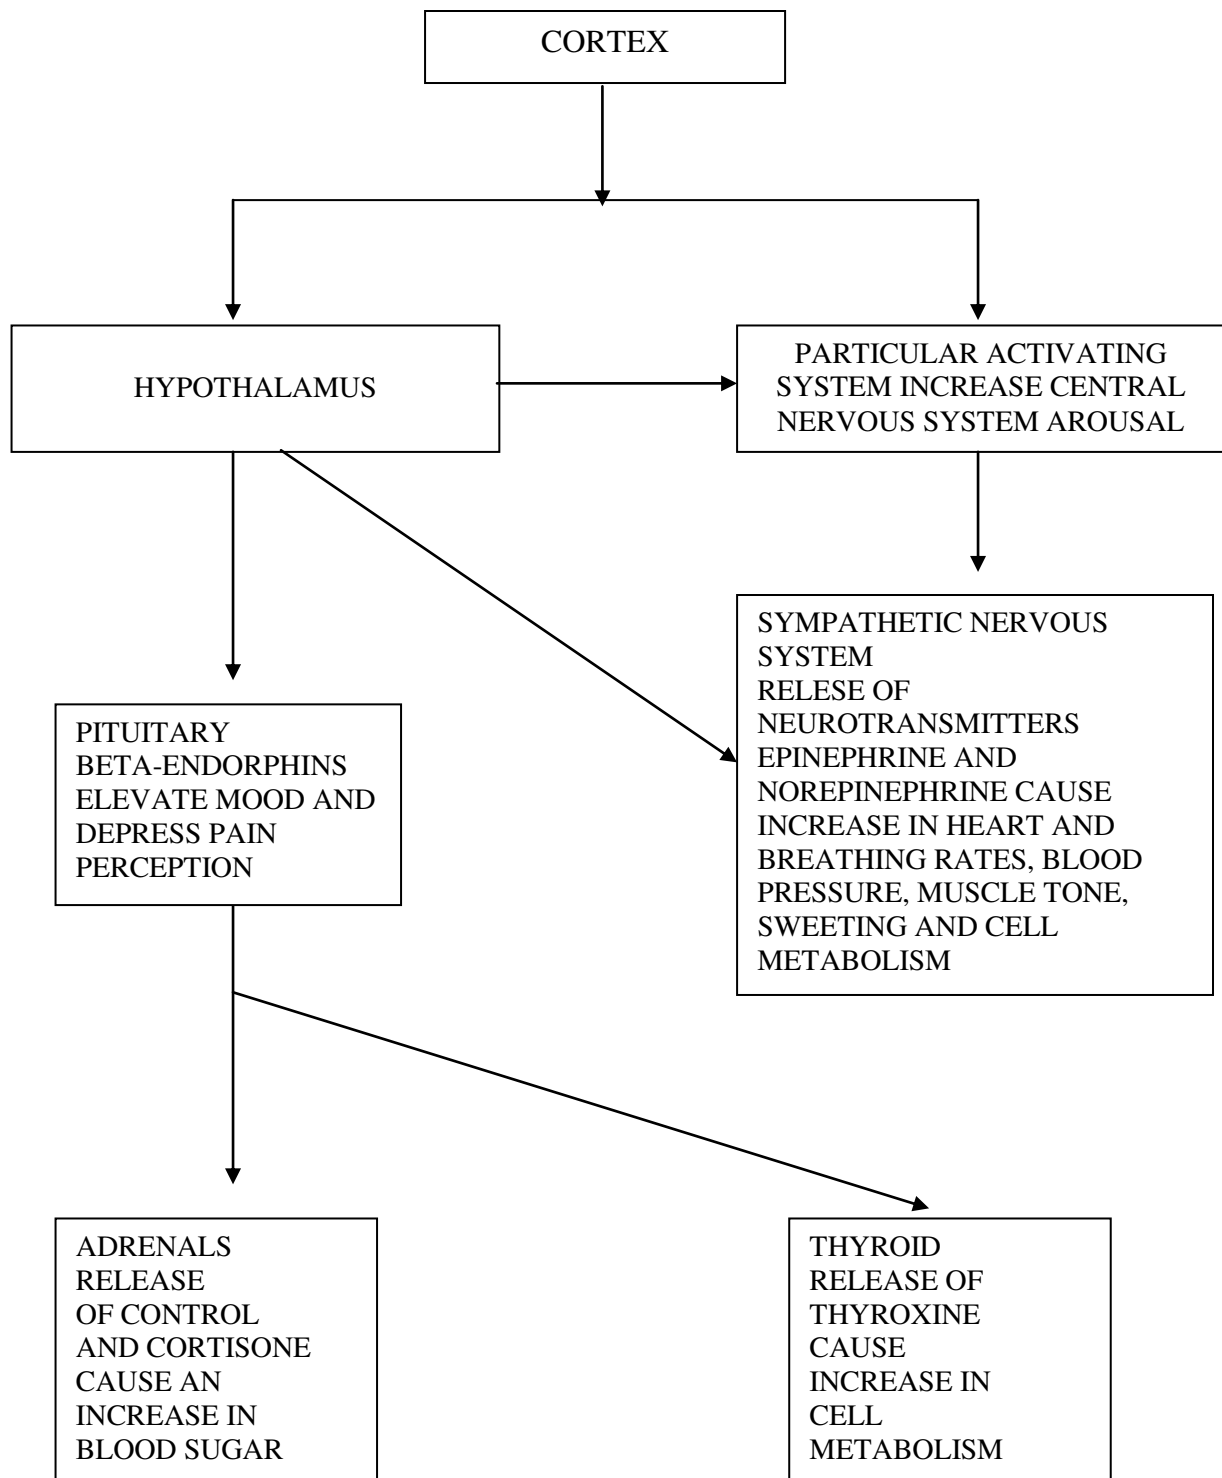 CORTEX
HYPOTHALAMUS
PARTICULAR ACTIVATING
SYSTEM INCREASE CENTRAL
NERVOUS SYSTEM AROUSAL
SYMPATHETIC NERVOUS
SYSTEM
RELESE OF
NEUROTRANSMITTERS
EPINEPHRINE AND
NOREPINEPHRINE CAUSE
INCREASE IN HEART AND
BREATHING RATES, BLOOD
PRESSURE, MUSCLE TONE,
SWEETING AND CELL
METABOLISM
PITUITARY
BETA-ENDORPHINS
ELEVATE MOOD AND
DEPRESS PAIN
PERCEPTION
ADRENALS
RELEASE
OF CONTROL
AND CORTISONE
CAUSE AN
INCREASE IN
BLOOD SUGAR
THYROID
RELEASE OF
THYROXINE
CAUSE
INCREASE IN
CELL
METABOLISM